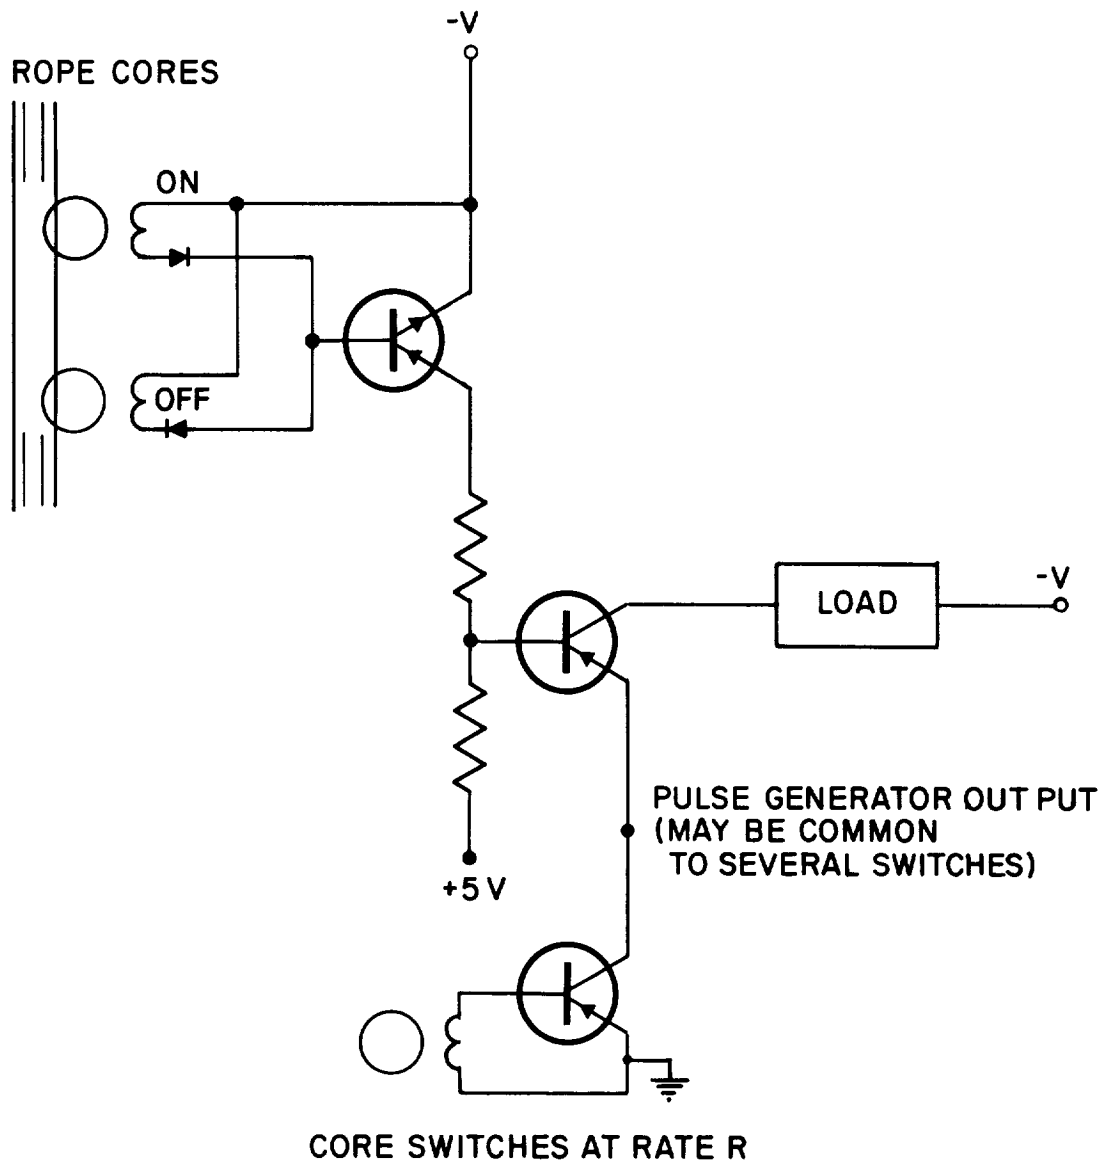 -V
ROPE CORES
ON
OFF
LOAD
-V
PULSE GENERATOR OUT PUT
(MAY BE COMMON
TO SEVERAL SWITCHES)
+5 V
CORE SWITCHES AT RATE R